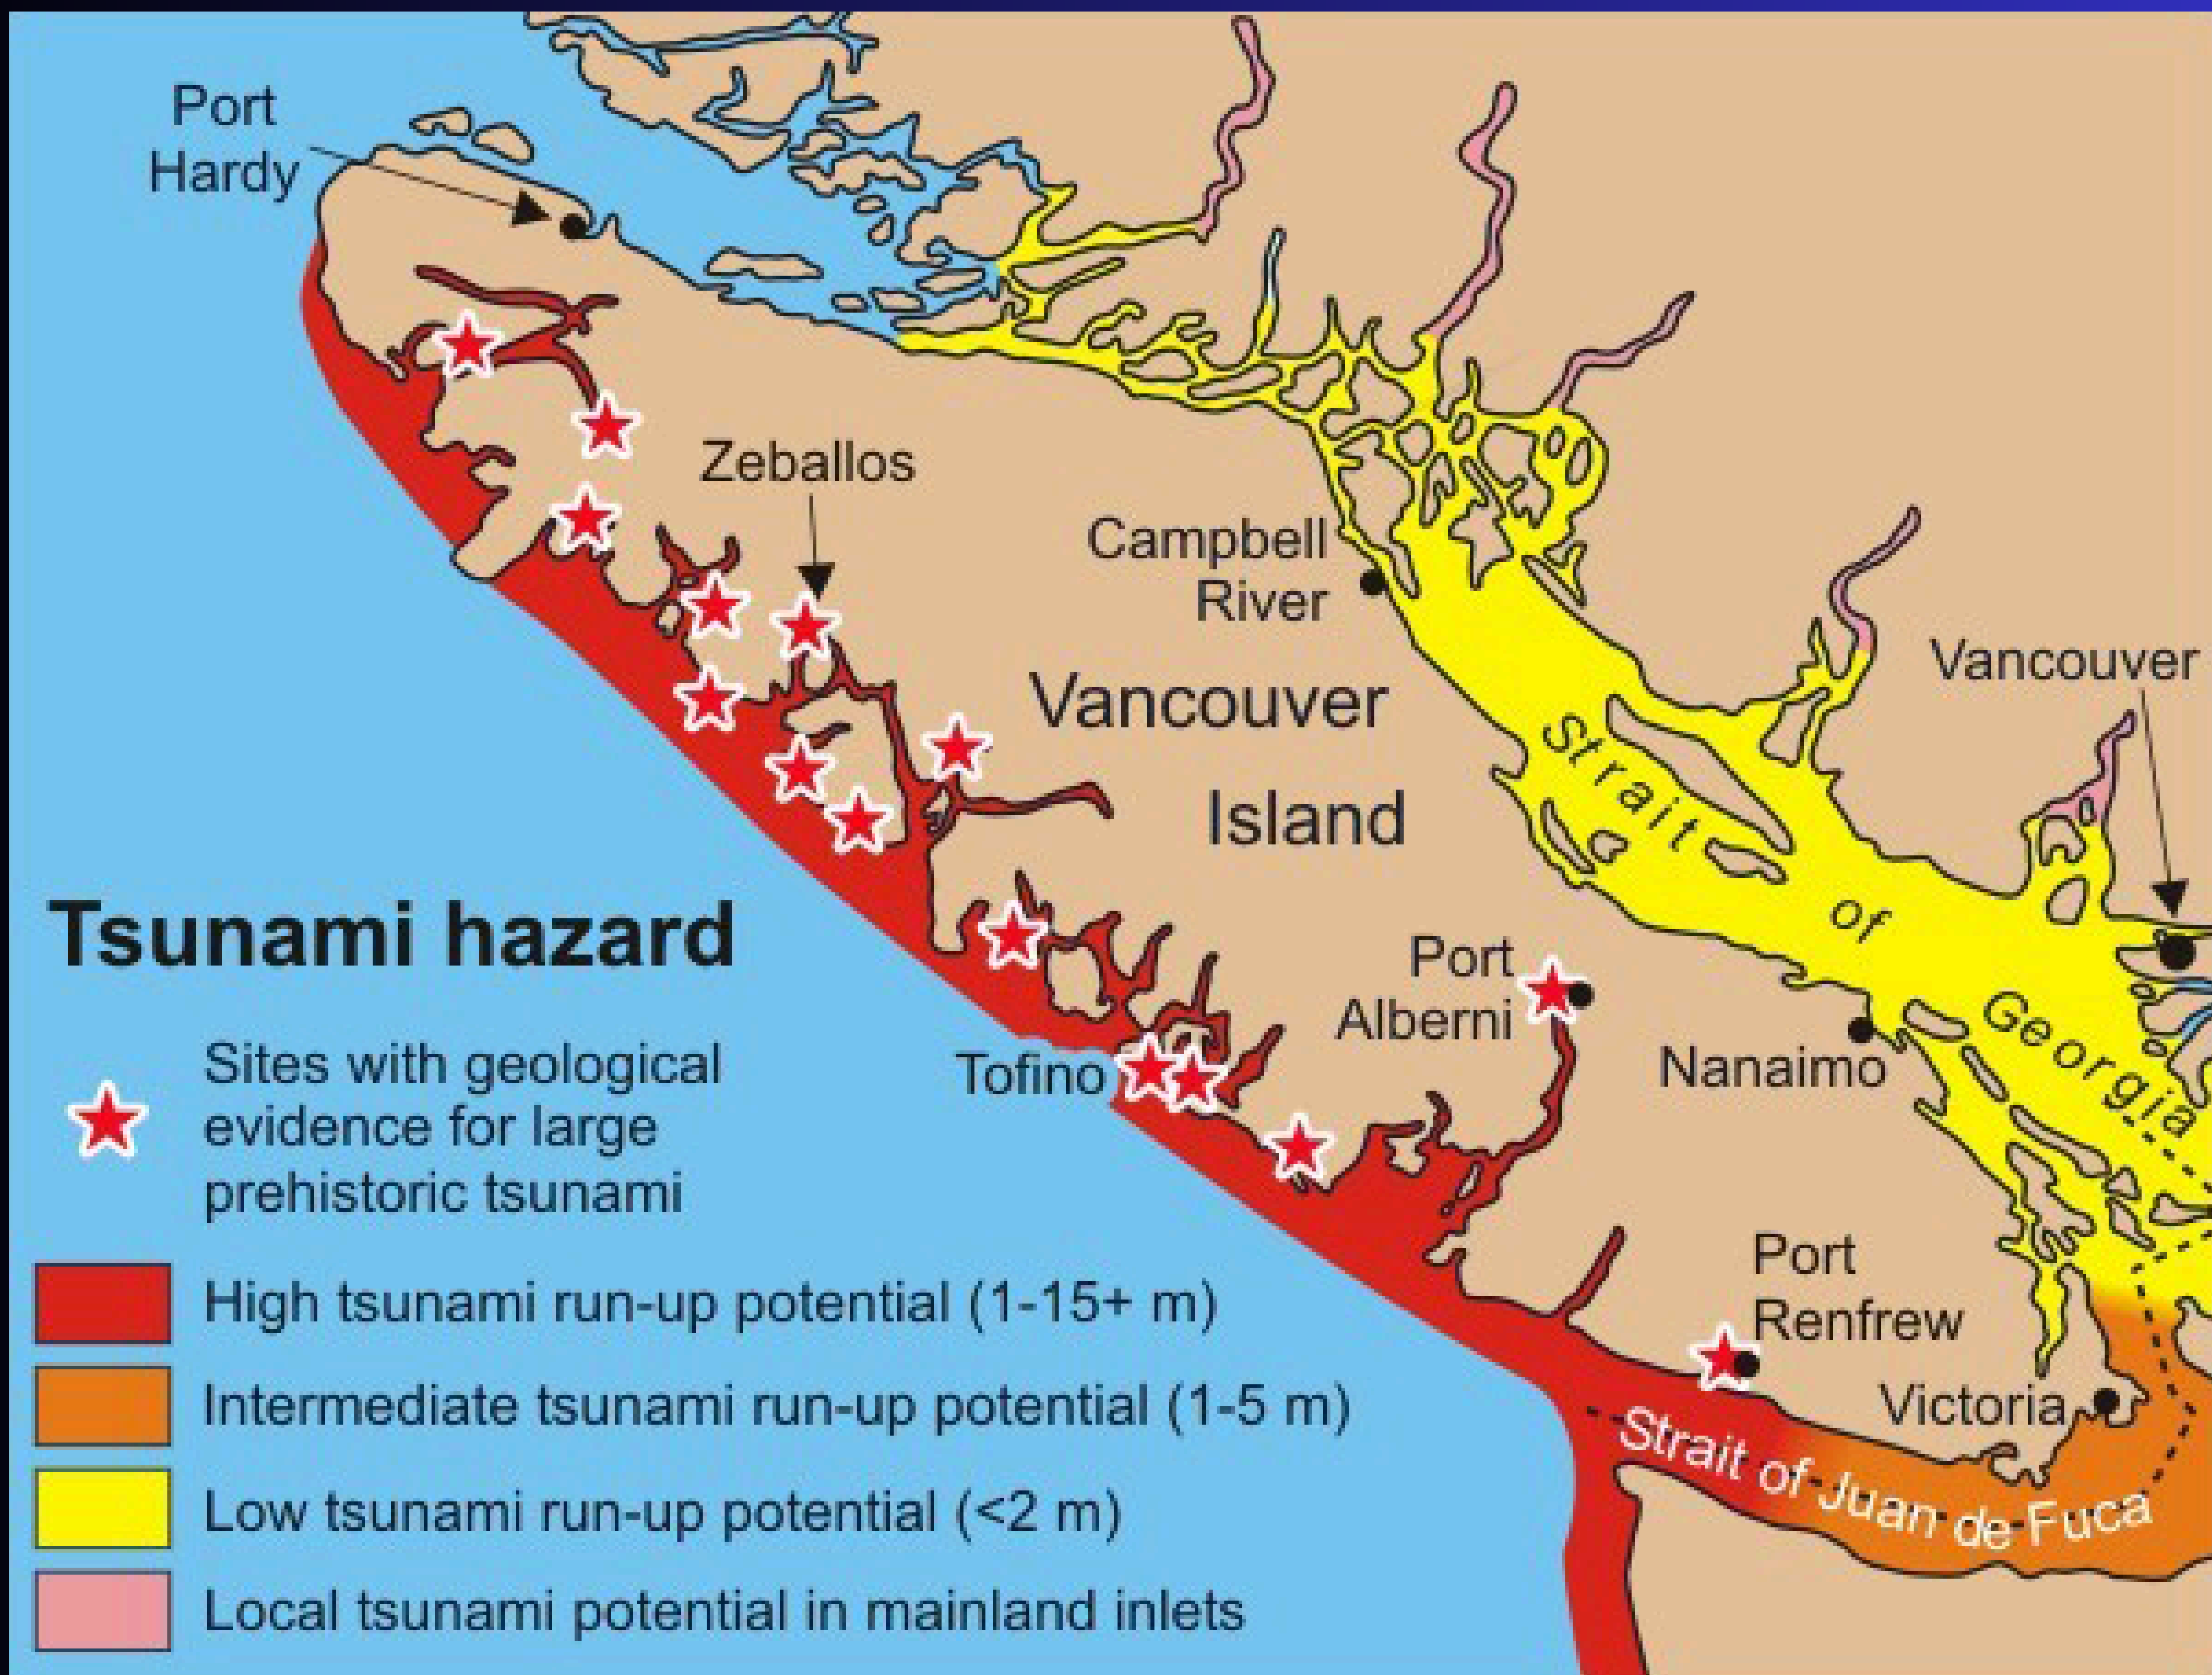 Port
Hardy
Zeballos
Campbell
River
Vancouver
Vancouver
Island
Strait of Georgia
Tsunami hazard
Port
Alberni
Sites with geological
evidence for large
prehistoric tsunami
Tofino
Nanaimo
High tsunami run-up potential (1-15+ m)
Port
Renfrew
Intermediate tsunami run-up potential (1-5 m)
Victoria
Strait of Juan de Fuca
Low tsunami run-up potential (<2 m)
Local tsunami potential in mainland inlets